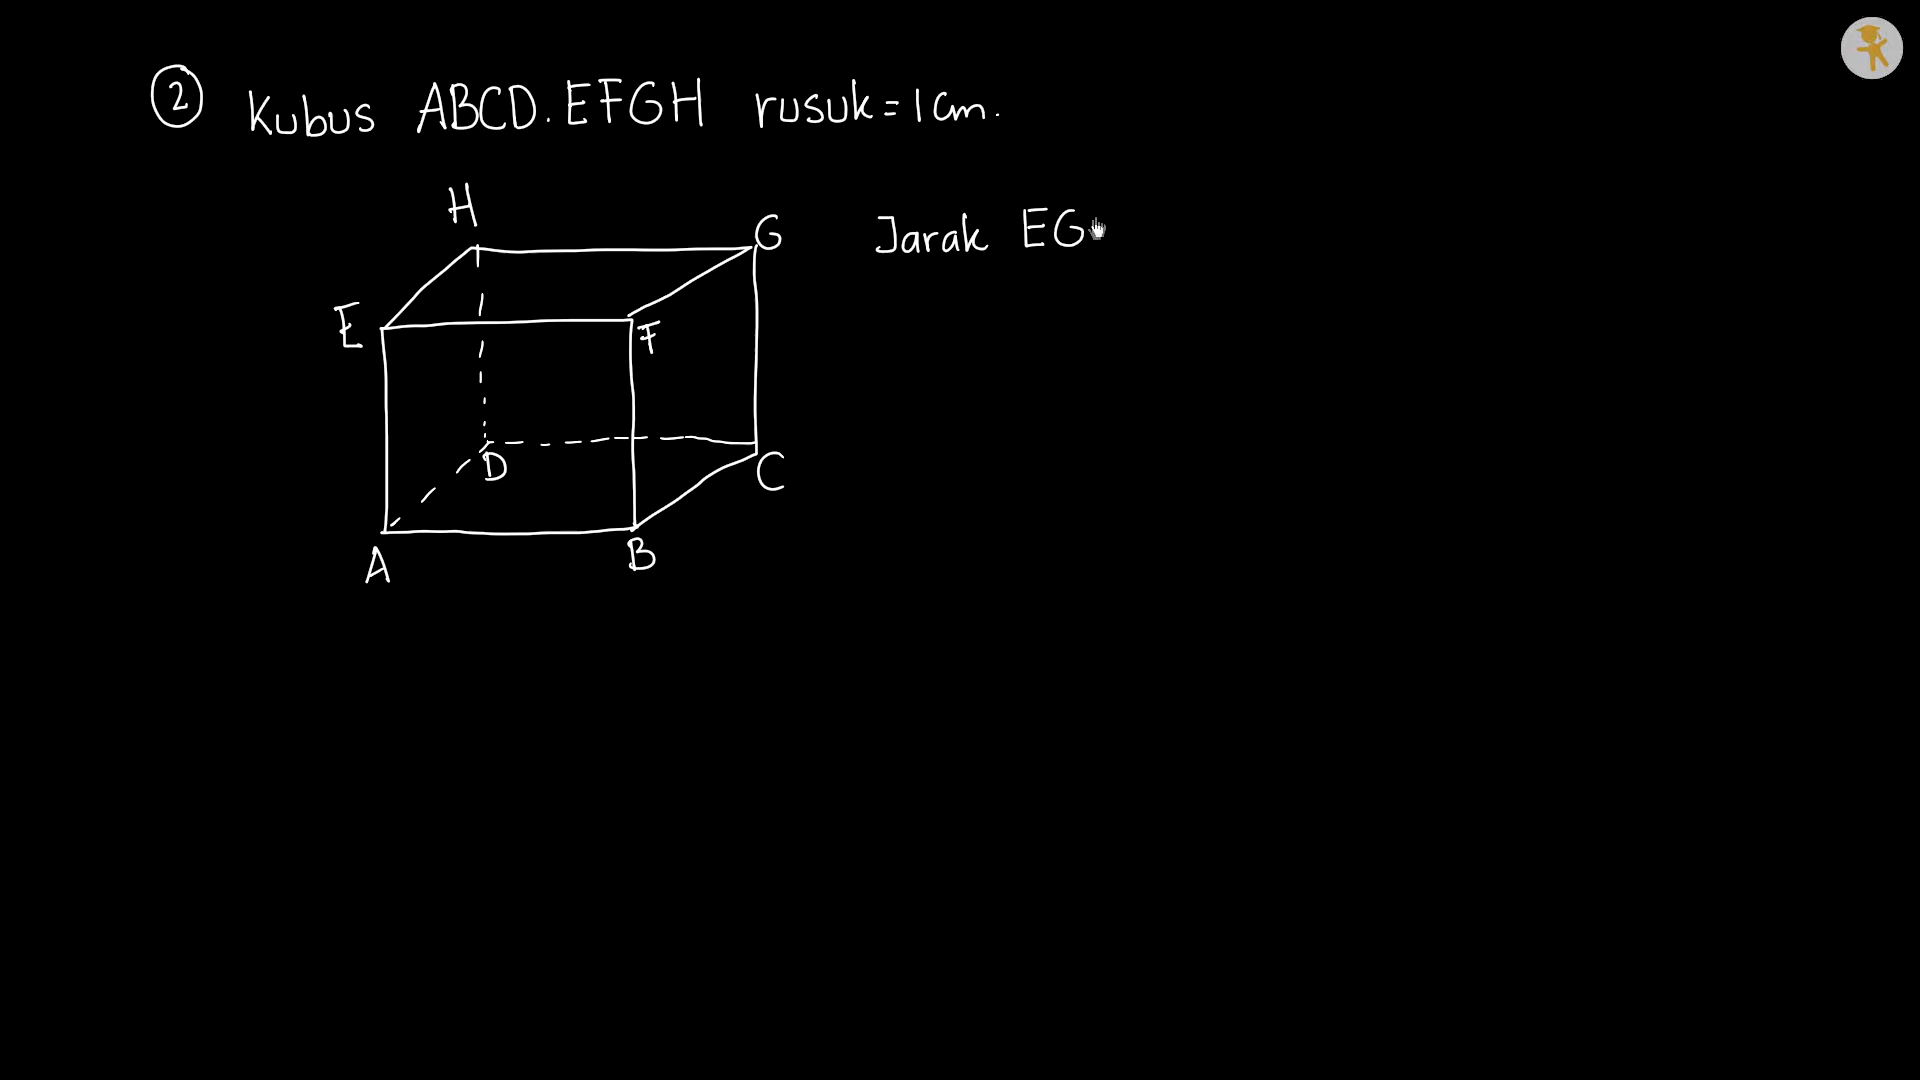 2 Kubus ABCD.EFGH rusuk = 1 cm.
H
G
Jarak EG
E
F
D
C
B
A